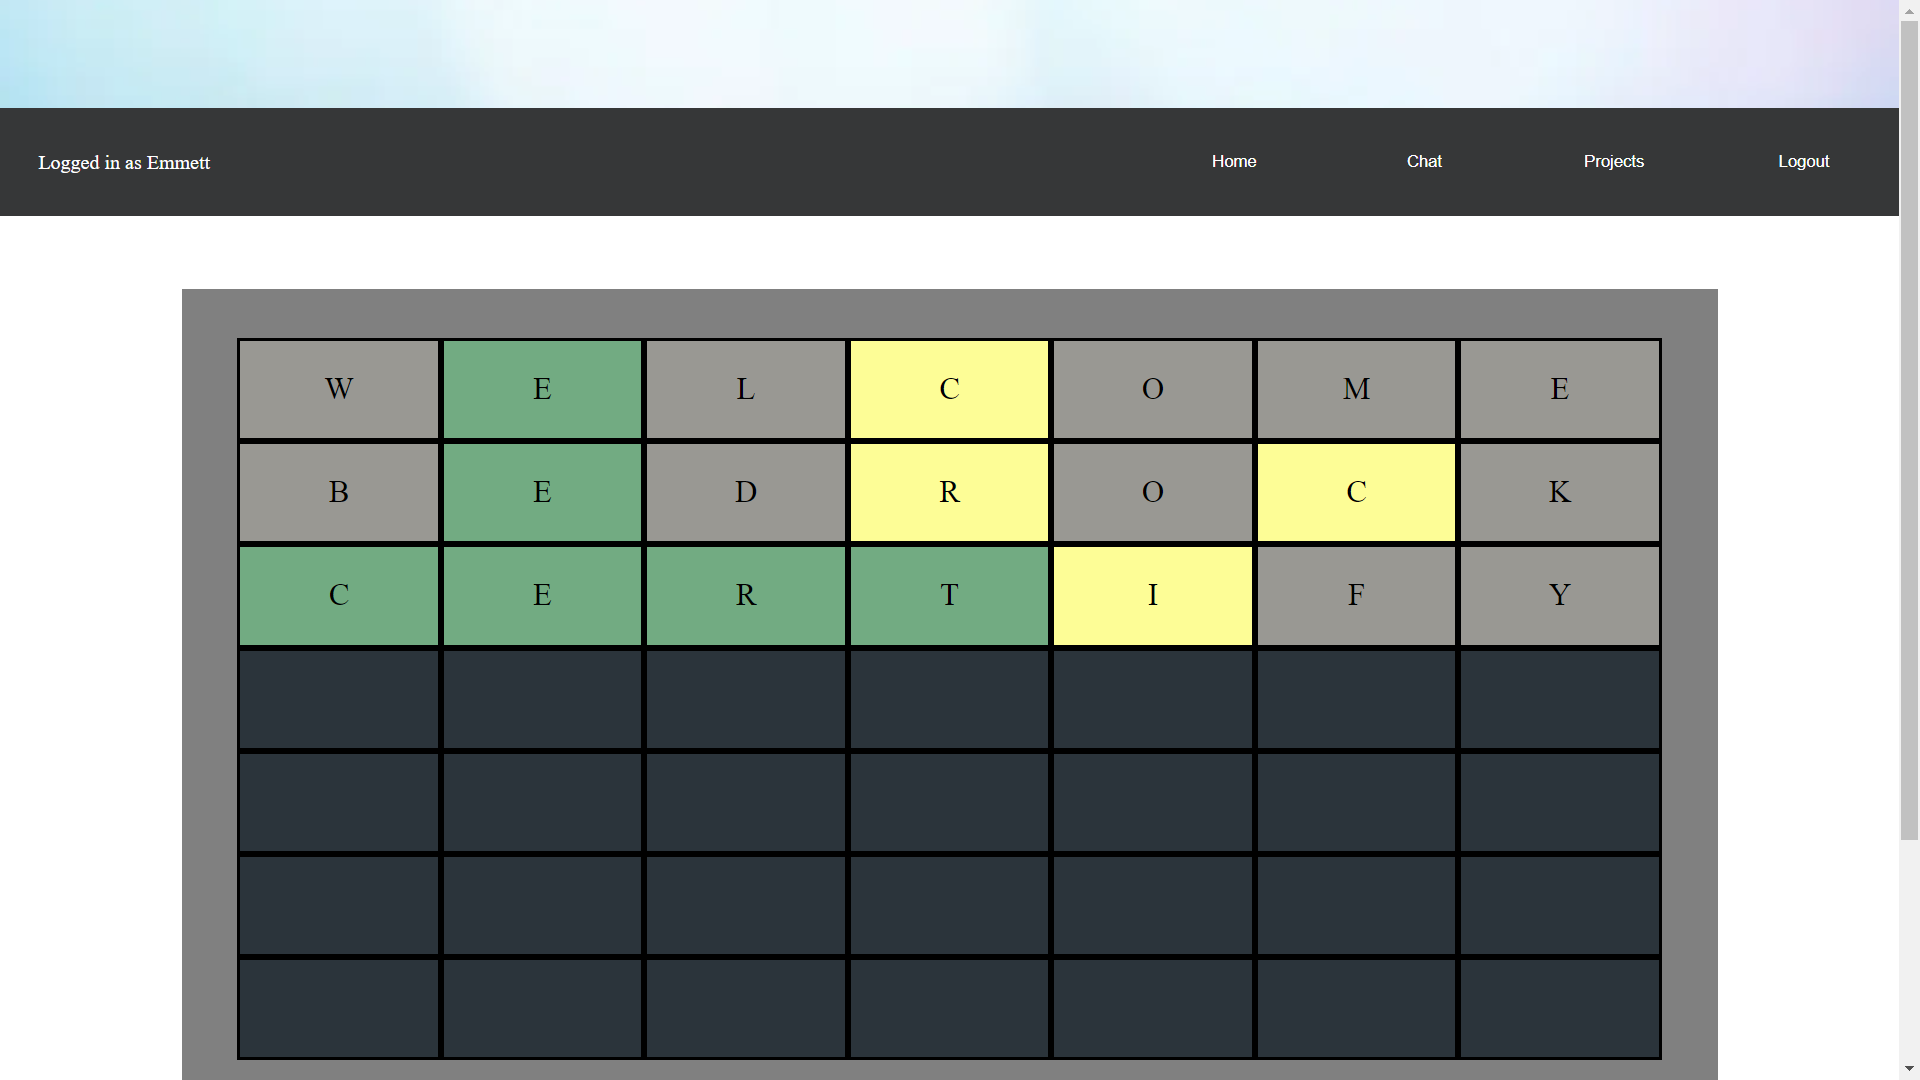 Logged in as Emmett Home Chat Projects Logout
W E L C O M E
B E D R O C K
C E R T I F Y